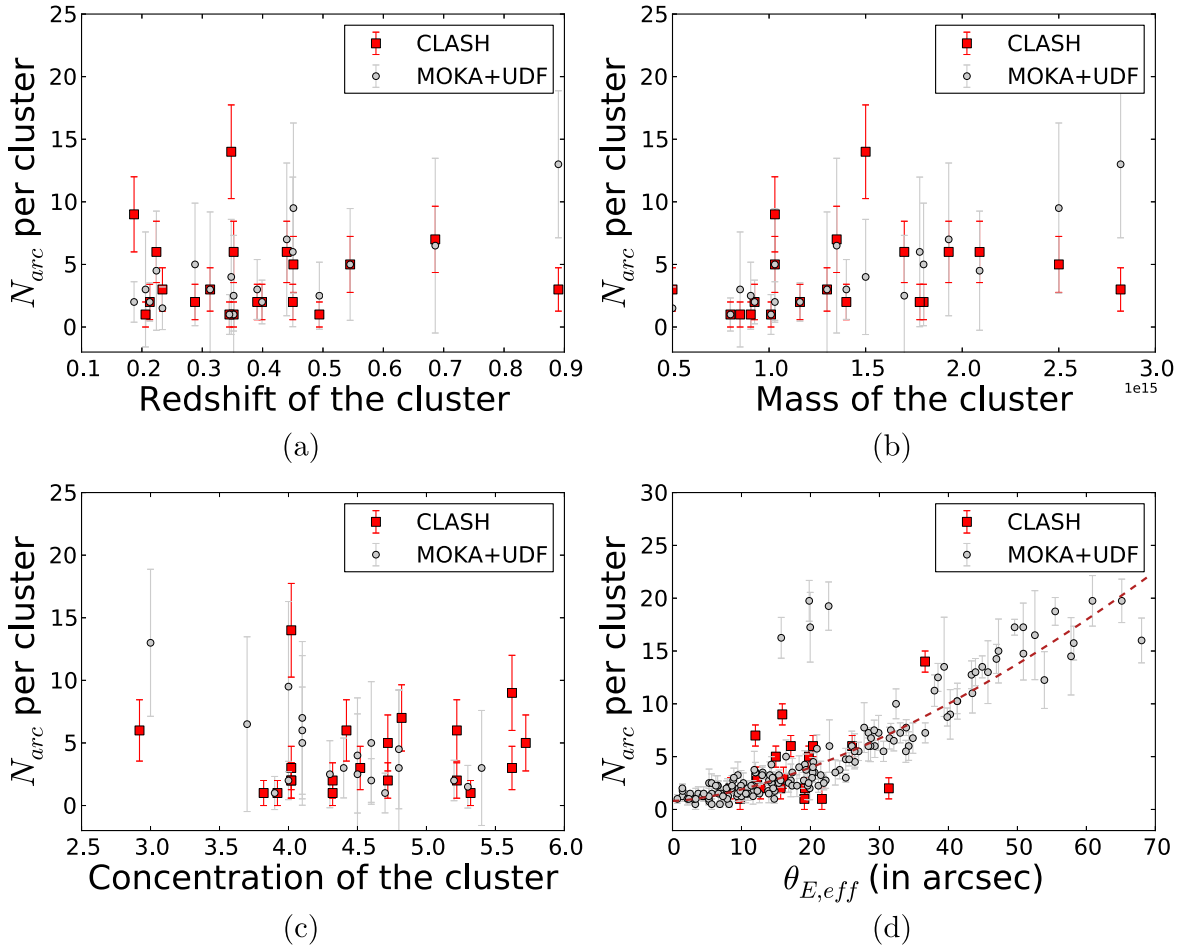 25
20
15
10
5
0
N_arc per cluster
CLASH
MOKA+UDF
0.1 0.2 0.3 0.4 0.5 0.6 0.7 0.8 0.9
Redshift of the cluster
(a)
25
20
15
10
5
0
N_arc per cluster
CLASH
MOKA+UDF
0.5 1.0 1.5 2.0 2.5 3.0
1e15
Mass of the cluster
(b)
25
20
15
10
5
0
N_arc per cluster
CLASH
MOKA+UDF
2.5 3.0 3.5 4.0 4.5 5.0 5.5 6.0
Concentration of the cluster
(c)
30
25
20
15
10
5
0
N_arc per cluster
CLASH
MOKA+UDF
0 10 20 30 40 50 60 70
θ_E,eff (in arcsec)
(d)